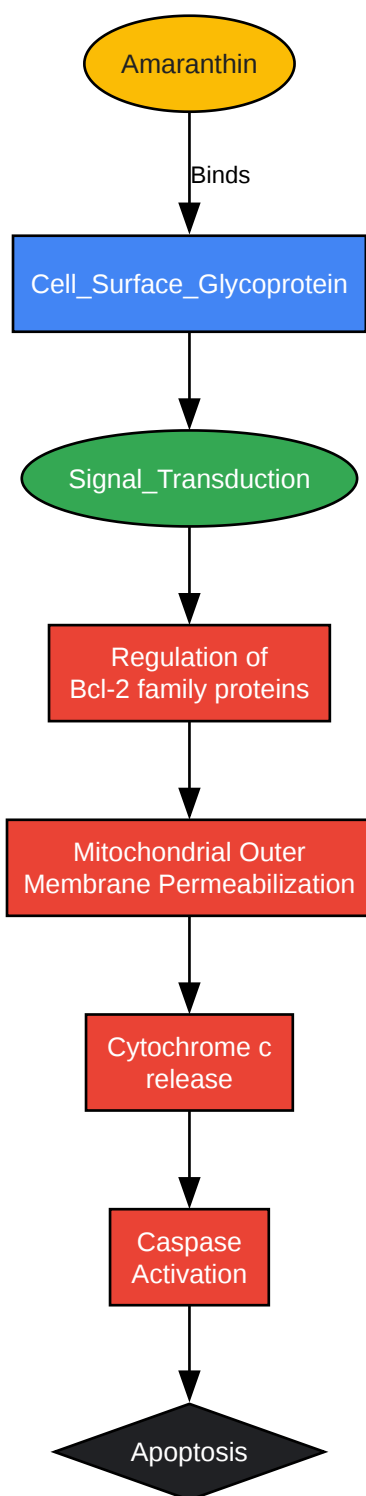 Amaranthin
Binds
Cell_Surface_Glycoprotein
Signal_Transduction
Regulation of
Bcl-2 family proteins
Mitochondrial Outer
Membrane Permeabilization
Cytochrome c
release
Caspase
Activation
Apoptosis